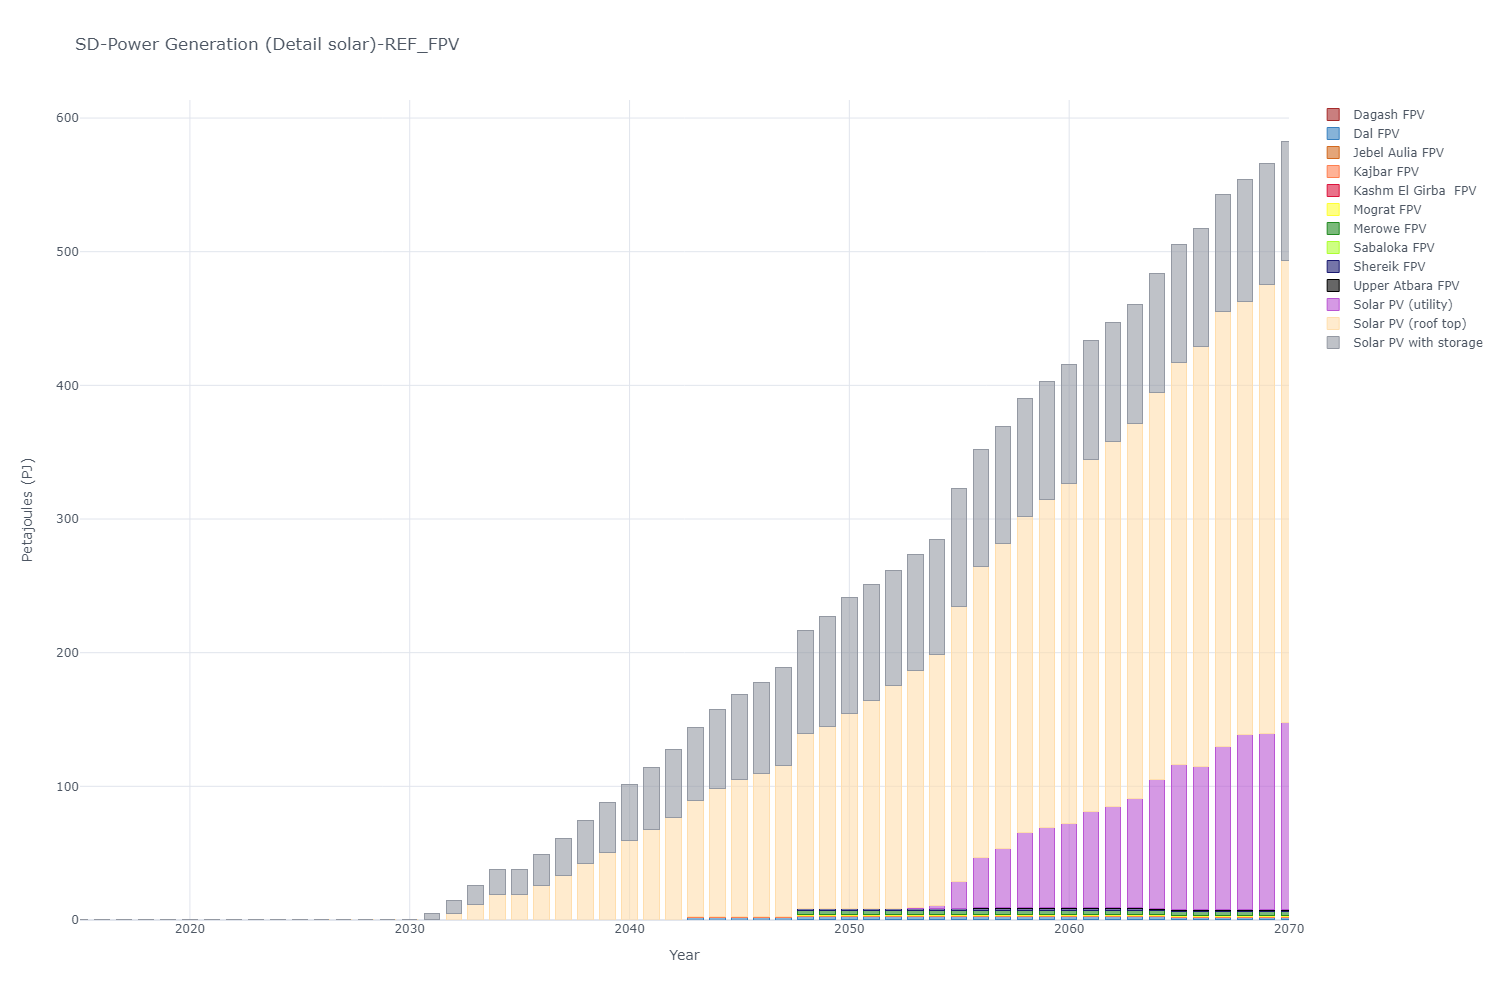 SD-Power Generation (Detail solar)-REF_FPV
Petajoules (PJ)
600
500
400
300
200
100
0
2020
2030
2040
2050
2060
2070
Year
Dagash FPV
Dal FPV
Jebel Aulia FPV
Kajbar FPV
Kashm El Girba  FPV
Mograt FPV
Merowe FPV
Sabaloka FPV
Shereik FPV
Upper Atbara FPV
Solar PV (utility)
Solar PV (roof top)
Solar PV with storage